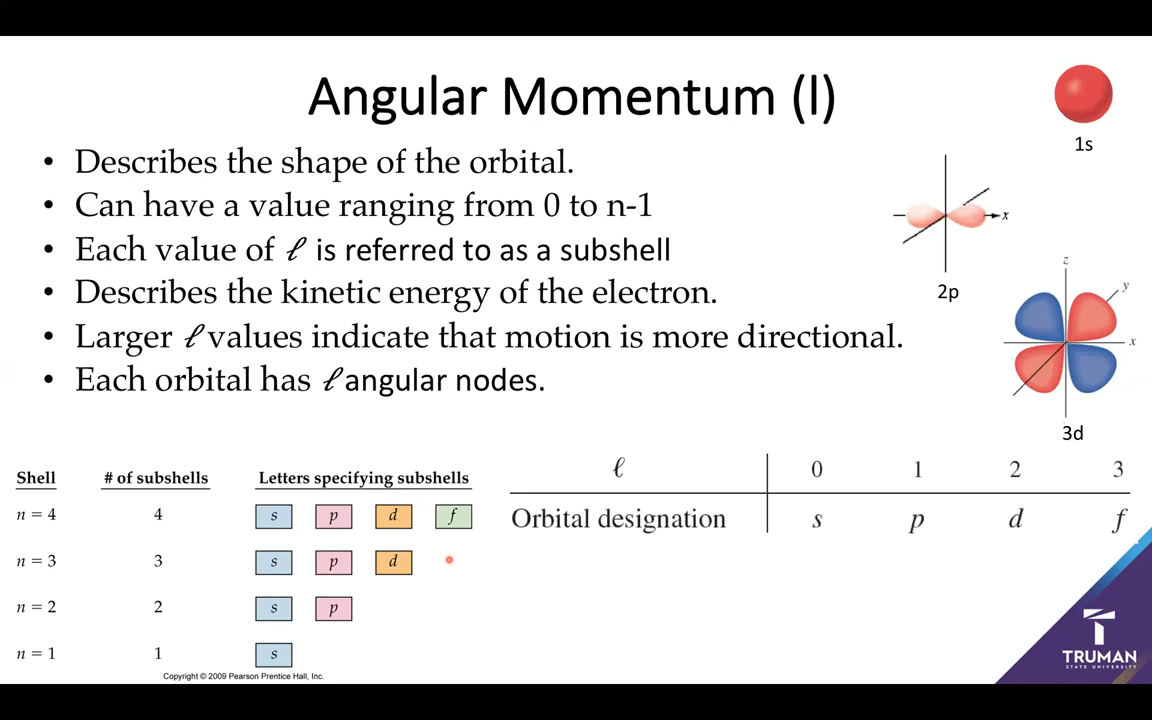 Angular Momentum (l)
1s
• Describes the shape of the orbital.
• Can have a value ranging from 0 to n-1
x
• Each value of ℓ is referred to as a subshell
z
• Describes the kinetic energy of the electron.
2p
y
• Larger ℓ values indicate that motion is more directional.
x
• Each orbital has ℓ angular nodes.
3d
Shell # of subshells Letters specifying subshells
n = 4 4 s p d f
n = 3 3 s p d
n = 2 2 s p
n = 1 1 s
Copyright © 2009 Pearson Prentice Hall, Inc.
ℓ 0 1 2 3
Orbital designation s p d f
TRUMAN
STATE UNIVERSITY